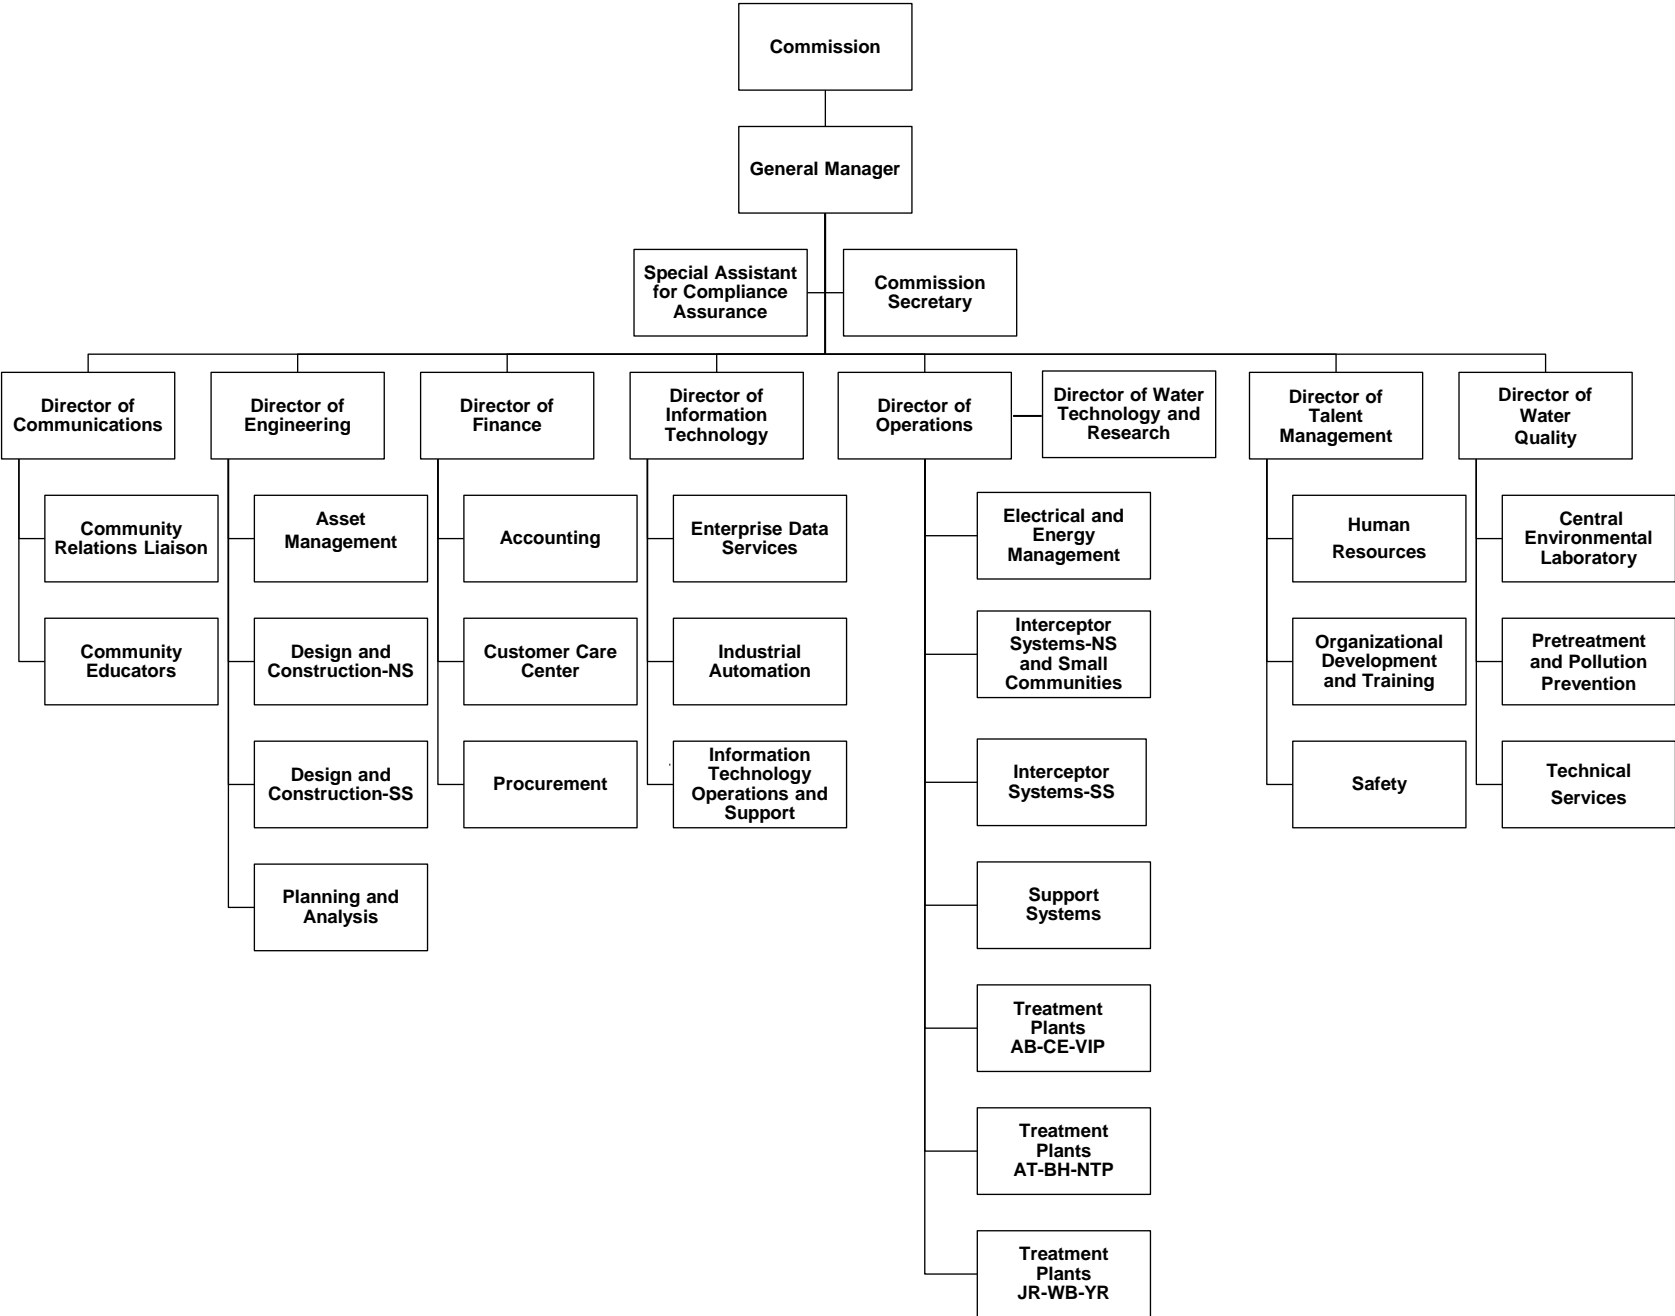 Commission
General Manager
Special Assistant
for Compliance
Assurance
Commission
Secretary
Director of
Communications
Director of
Engineering
Director of
Finance
Director of
Information
Technology
Director of
Operations
Director of Water
Technology and
Research
Director of
Talent
Management
Director of
Water
Quality
Community
Relations Liaison
Community
Educators
Asset
Management
Design and
Construction-NS
Design and
Construction-SS
Planning and
Analysis
Accounting
Customer Care
Center
Procurement
Enterprise Data
Services
Industrial
Automation
Information
Technology
Operations and
Support
Electrical and
Energy
Management
Interceptor
Systems-NS
and Small
Communities
Interceptor
Systems-SS
Support
Systems
Treatment
Plants
AB-CE-VIP
Treatment
Plants
AT-BH-NTP
Treatment
Plants
JR-WB-YR
Human
Resources
Organizational
Development
and Training
Safety
Central
Environmental
Laboratory
Pretreatment
and Pollution
Prevention
Technical
Services